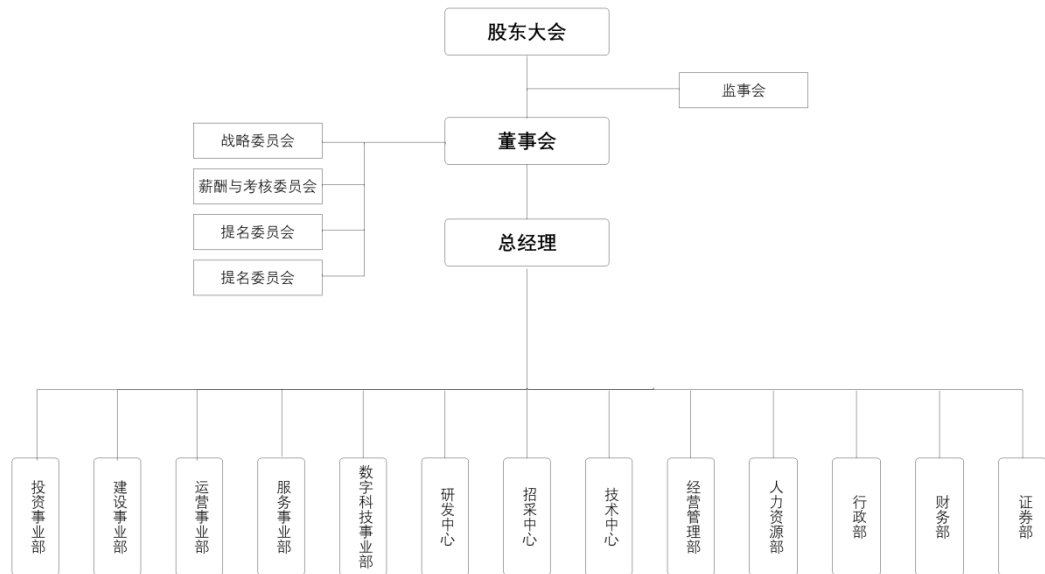 股东大会
监事会
董事会
战略委员会
薪酬与考核委员会
提名委员会
提名委员会
总经理
投资事业部
建设事业部
运营事业部
服务事业部
数字科技事业部
研发中心
招采中心
技术中心
经营管理部
人力资源部
行政部
财务部
证券部